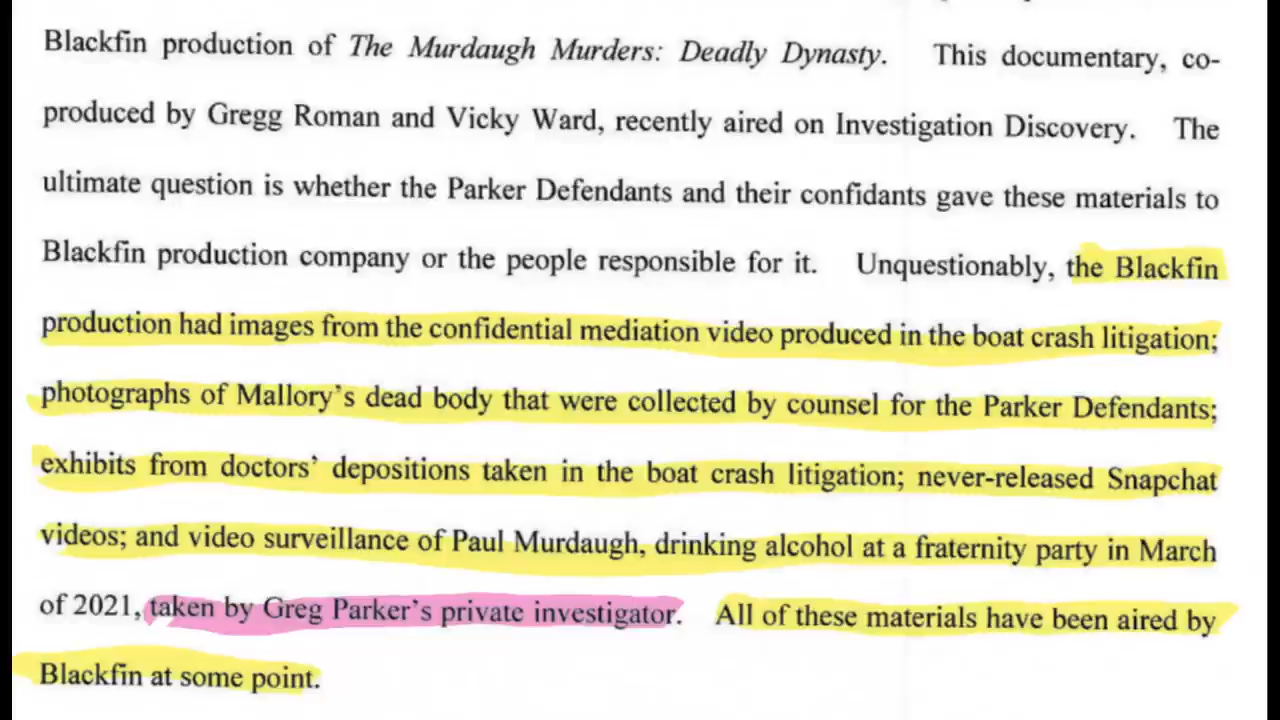 Blackfin production of The Murdaugh Murders: Deadly Dynasty. This documentary, co-
produced by Gregg Roman and Vicky Ward, recently aired on Investigation Discovery. The
ultimate question is whether the Parker Defendants and their confidants gave these materials to
Blackfin production company or the people responsible for it. Unquestionably, the Blackfin
production had images from the confidential mediation video produced in the boat crash litigation;
photographs of Mallory's dead body that were collected by counsel for the Parker Defendants;
exhibits from doctors' depositions taken in the boat crash litigation; never-released Snapchat
videos; and video surveillance of Paul Murdaugh, drinking alcohol at a fraternity party in March
of 2021, taken by Greg Parker's private investigator. All of these materials have been aired by
Blackfin at some point.